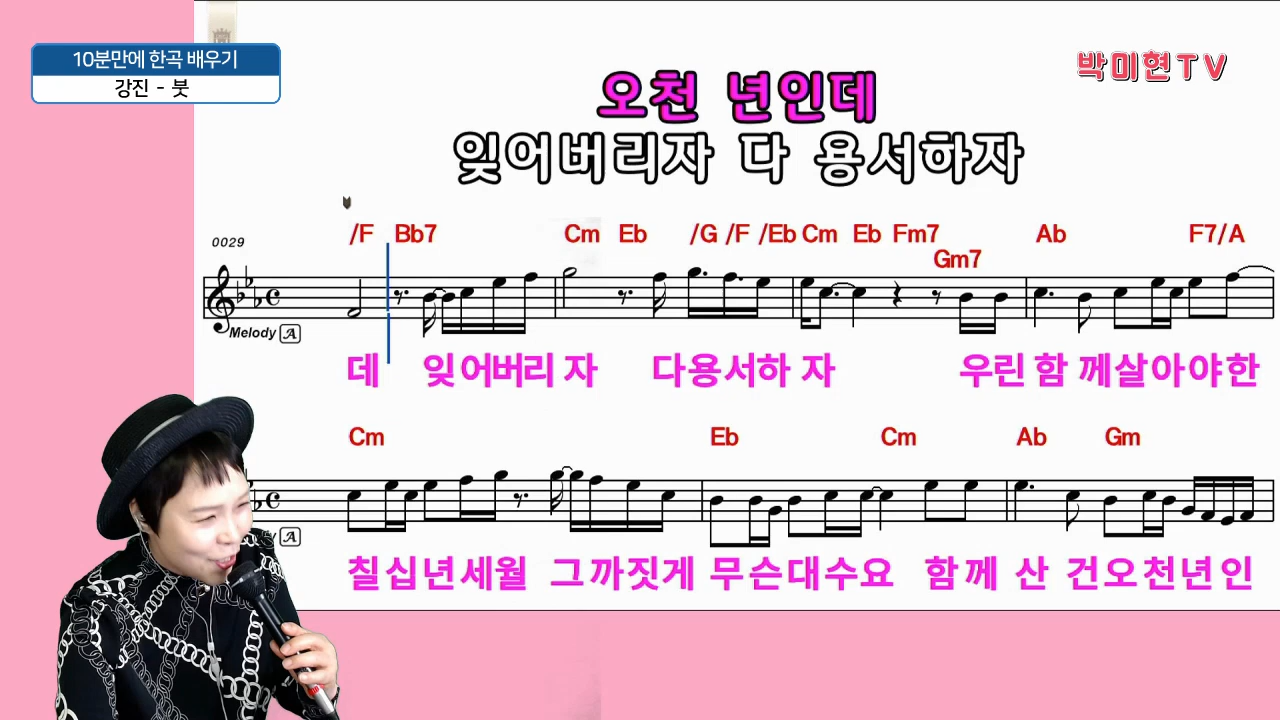 10분만에 한곡 배우기
강진 - 붓
박미현TV
오천 년인데
잊어버리자 다 용서하자
/F Bb7 Cm Eb /G /F /Eb Cm Eb Fm7 Gm7 Ab F7/A
0029
Melody A
데 잊어버리 자 다용서하 자 우린 함 께살아야한
Cm Eb Cm Ab Gm
A
칠십년세월 그까짓게 무슨대수요 함께 산 건오천년인